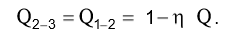 Q₂₋₃ = Q₁₋₂ = 1-η Q.